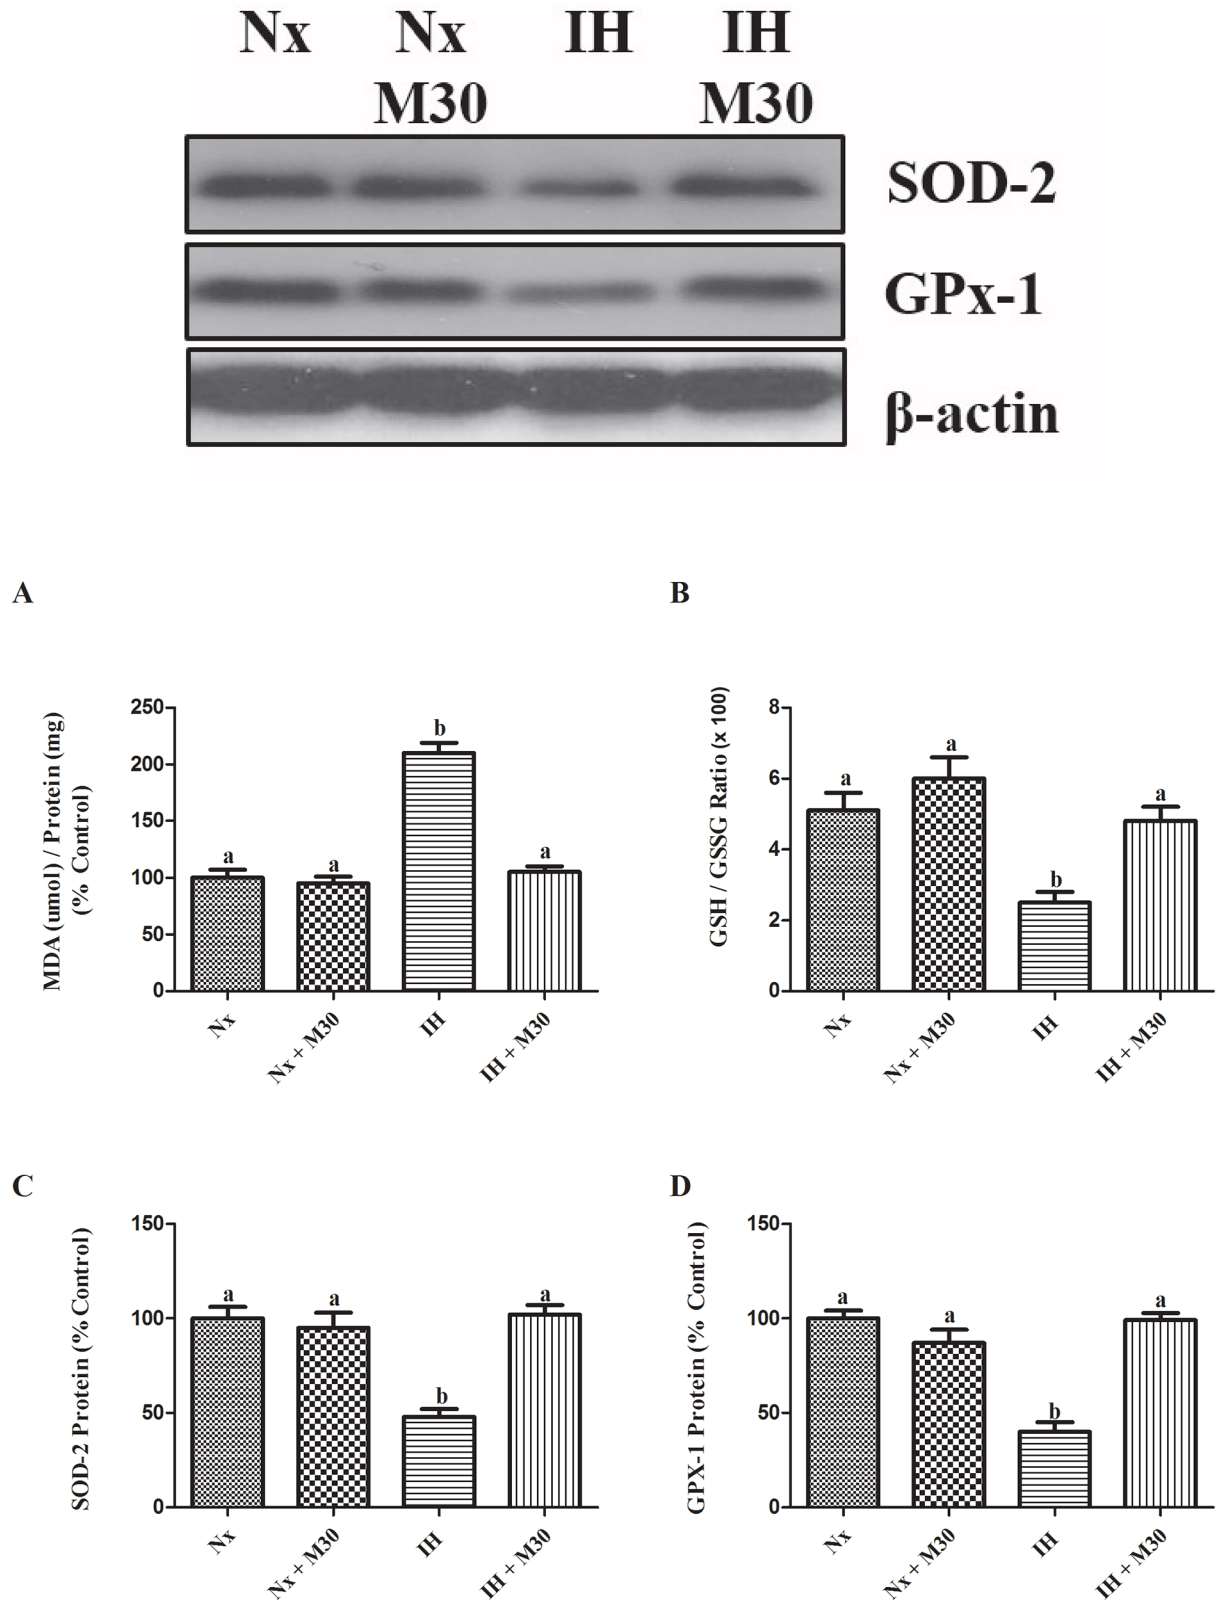 Nx Nx IH IH
M30 M30
SOD-2
GPx-1
β-actin
A
MDA (umol) / Protein (mg)
(% Control)
250
200
150
100
50
0
a
a
b
a
Nx
Nx + M30
IH
IH + M30
B
GSH / GSSG Ratio (x 100)
8
6
4
2
0
a
a
b
a
Nx
Nx + M30
IH
IH + M30
C
SOD-2 Protein (% Control)
150
100
50
0
a
a
b
a
Nx
Nx + M30
IH
IH + M30
D
GPX-1 Protein (% Control)
150
100
50
0
a
a
b
a
Nx
Nx + M30
IH
IH + M30